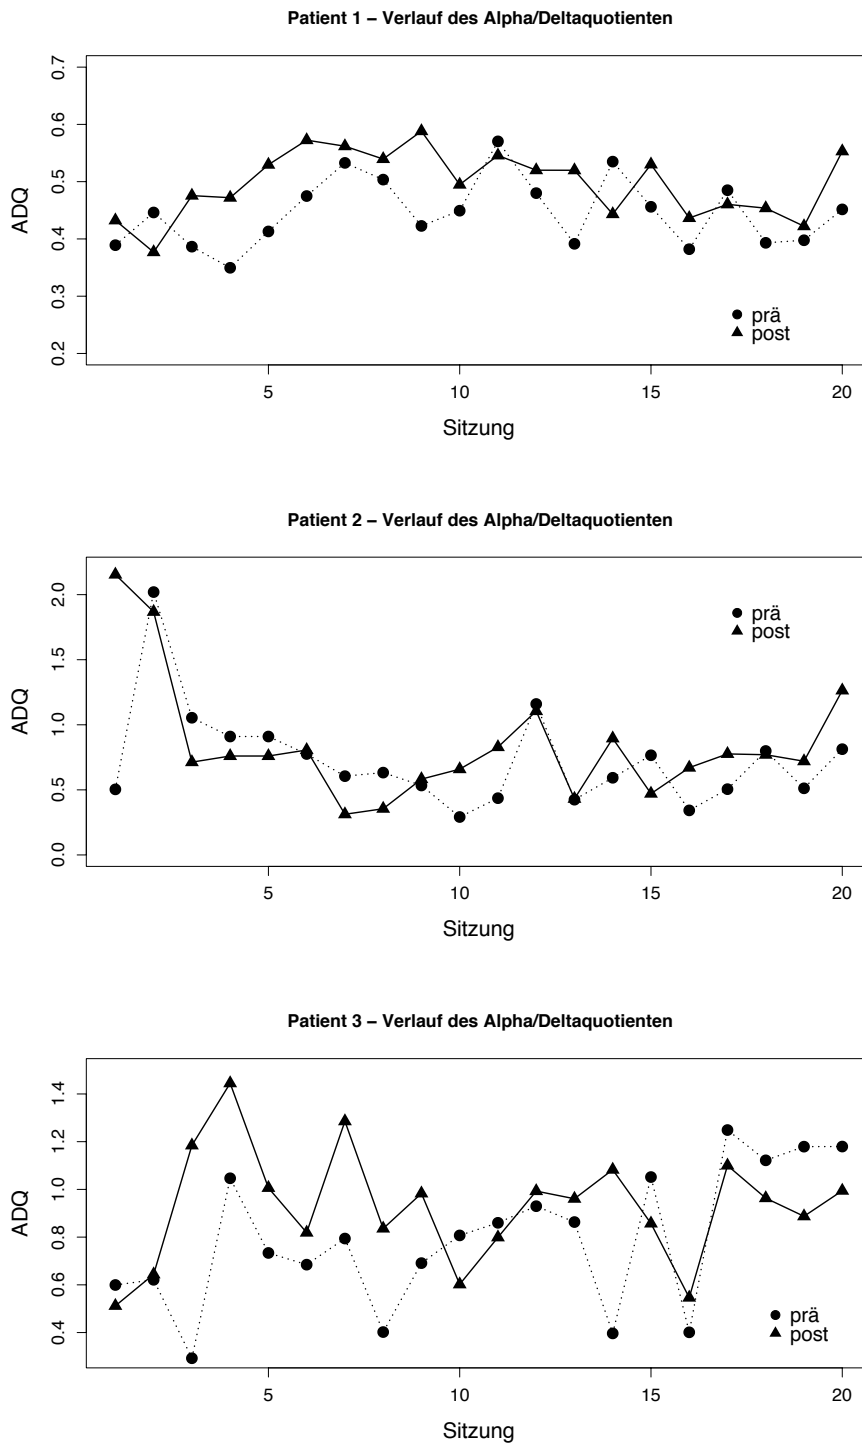 Patient 1 – Verlauf des Alpha/Deltaquotienten
0.7
0.6
0.5
0.4
0.3
0.2
ADQ
prä
post
5 10 15 20
Sitzung
Patient 2 – Verlauf des Alpha/Deltaquotienten
2.0
1.5
1.0
0.5
0.0
ADQ
prä
post
5 10 15 20
Sitzung
Patient 3 – Verlauf des Alpha/Deltaquotienten
1.4
1.2
1.0
0.8
0.6
0.4
ADQ
prä
post
5 10 15 20
Sitzung